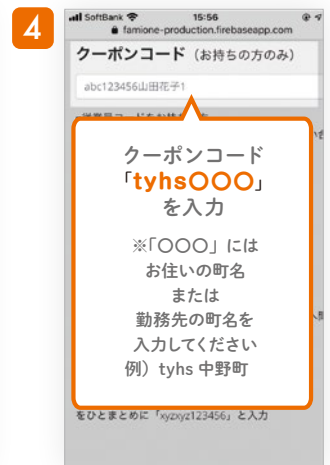 4
SoftBank 15:56
famione-production.firebaseapp.com
クーポンコード（お持ちの方のみ）
abc123456山田花子1
クーポンコード
「tyhs〇〇〇」
を入力
※「〇〇〇」には
お住いの町名
または
勤務先の町名を
入力してください
例）tyhs 中野町
をひとまとめに「xyzxyz123456」と入力